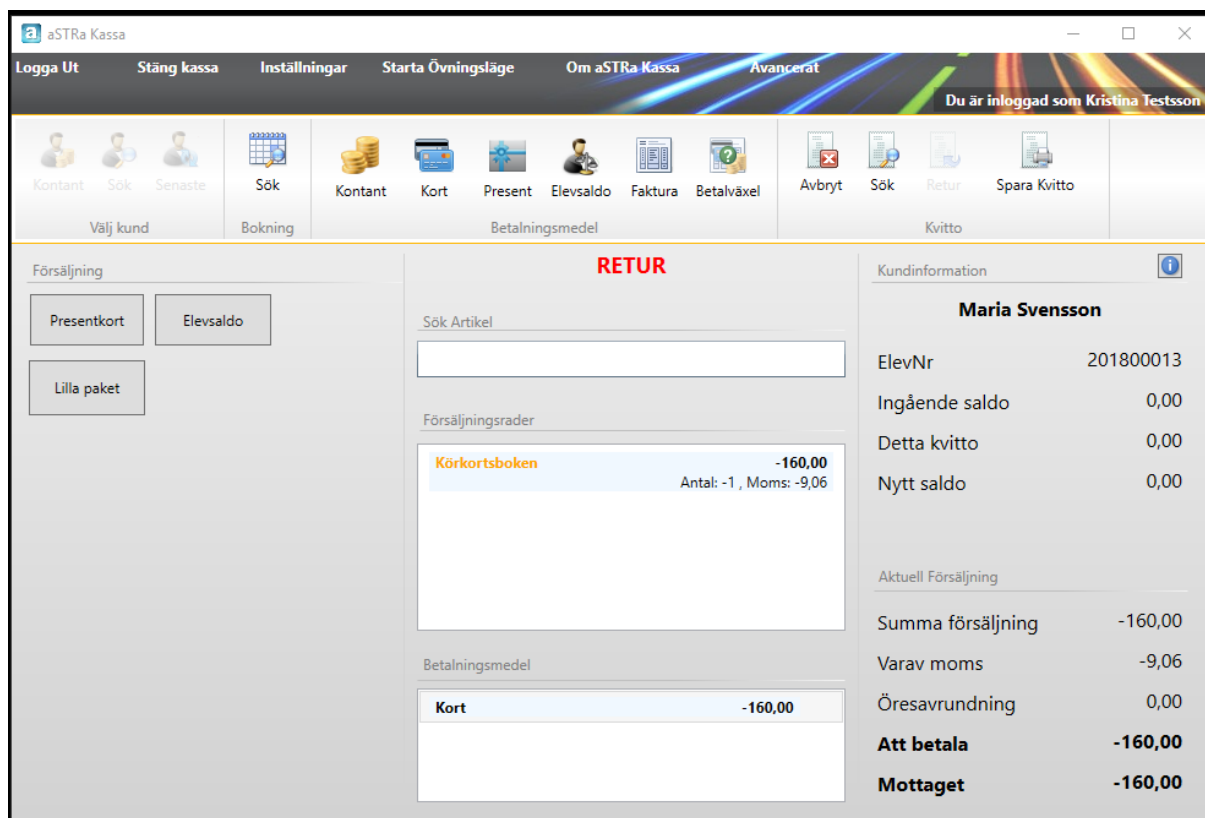 aSTRa Kassa
Logga Ut Stäng kassa Inställningar Starta Övningsläge Om aSTRa Kassa Avancerat
Du är inloggad som Kristina Testsson
Kontant Sök Senaste Sök Kontant Kort Present Elevsaldo Faktura Betalväxel Avbryt Sök Retur Spara Kvitto
Välj kund Bokning Betalningsmedel Kvitto
Försäljning
Presentkort Elevsaldo
Lilla paket
RETUR
Sök Artikel
Försäljningsrader
Körkortsboken -160,00
Antal: -1 , Moms: -9,06
Betalningsmedel
Kort -160,00
Kundinformation
Maria Svensson
ElevNr 201800013
Ingående saldo 0,00
Detta kvitto 0,00
Nytt saldo 0,00
Aktuell Försäljning
Summa försäljning -160,00
Varav moms -9,06
Öresavrundning 0,00
Att betala -160,00
Mottaget -160,00